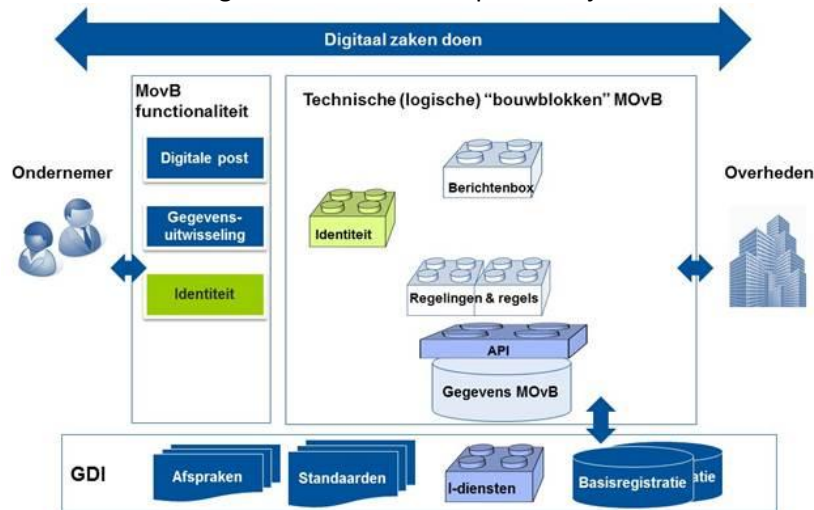 Digitaal zaken doen
MovB
functionaliteit
Technische (logische) “bouwblokken” MOvB
Digitale post
Ondernemer
Berichtenbox
Overheden
Gegevens-
uitwisseling
Identiteit
Identiteit
Regelingen & regels
API
Gegevens MOvB
GDI
Afspraken
Standaarden
I-diensten
Basisregistratie
atie